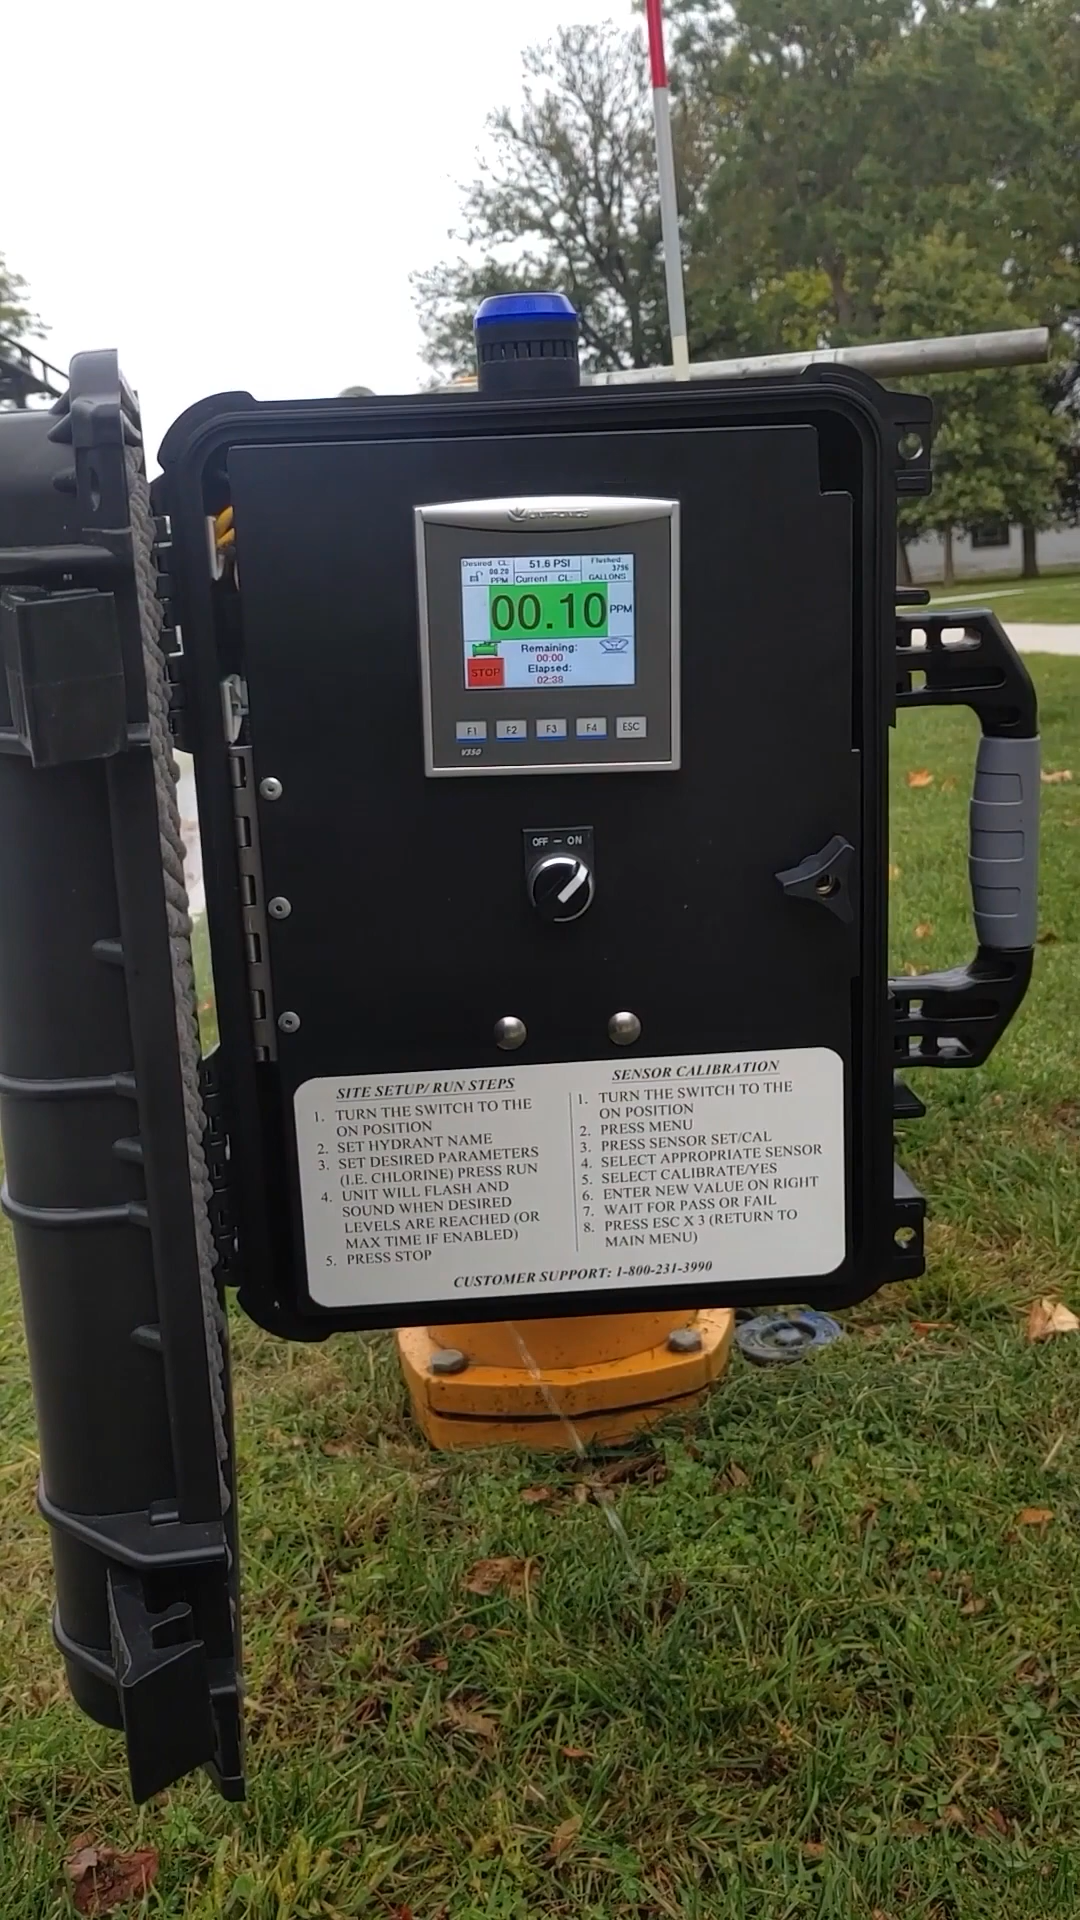 UNITRONICS
Desired CL:
00.20
PPM
51.6 PSI
Current CL:
Flushed:
3796
GALLONS
00.10 PPM
Remaining:
00:00
Elapsed:
02:38
STOP
F1 F2 F3 F4 ESC
V350
OFF – ON
SITE SETUP/ RUN STEPS
1. TURN THE SWITCH TO THE
ON POSITION
2. SET HYDRANT NAME
3. SET DESIRED PARAMETERS
(I.E. CHLORINE) PRESS RUN
4. UNIT WILL FLASH AND
SOUND WHEN DESIRED
LEVELS ARE REACHED (OR
MAX TIME IF ENABLED)
5. PRESS STOP
SENSOR CALIBRATION
1. TURN THE SWITCH TO THE
ON POSITION
2. PRESS MENU
3. PRESS SENSOR SET/CAL
4. SELECT APPROPRIATE SENSOR
5. SELECT CALIBRATE/YES
6. ENTER NEW VALUE ON RIGHT
7. WAIT FOR PASS OR FAIL
8. PRESS ESC X 3 (RETURN TO
MAIN MENU)
CUSTOMER SUPPORT: 1-800-231-3990